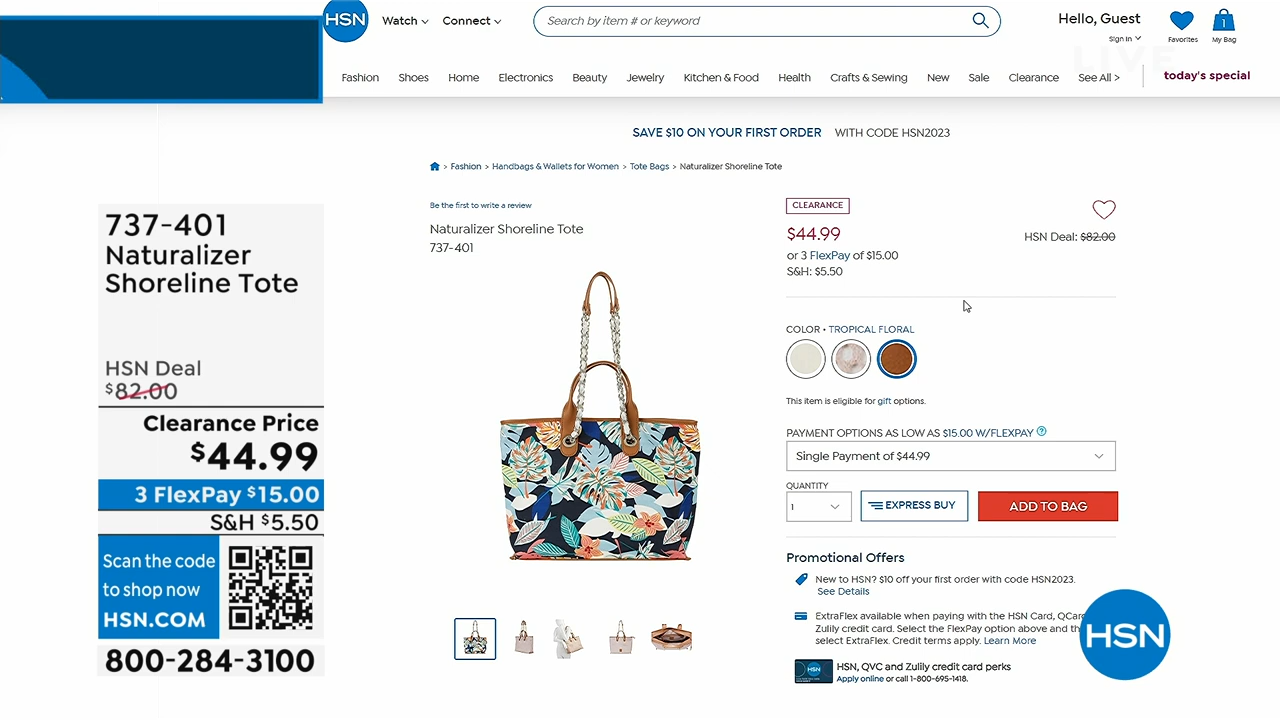 HSN
Watch
Connect
Search by item # or keyword
Hello, Guest
Sign In
Favorites
1
My Bag
LIVE
Fashion
Shoes
Home
Electronics
Beauty
Jewelry
Kitchen & Food
Health
Crafts & Sewing
New
Sale
Clearance
See All >
today's special
SAVE $10 ON YOUR FIRST ORDER WITH CODE HSN2023
> Fashion > Handbags & Wallets for Women > Tote Bags > Naturalizer Shoreline Tote
737-401
Naturalizer
Shoreline Tote
HSN Deal
$82.00
Clearance Price
$44.99
3 FlexPay $15.00
S&H $5.50
Scan the code
to shop now
HSN.COM
800-284-3100
Be the first to write a review
Naturalizer Shoreline Tote
737-401
CLEARANCE
$44.99
HSN Deal: $82.00
or 3 FlexPay of $15.00
S&H: $5.50
COLOR • TROPICAL FLORAL
This item is eligible for gift options.
PAYMENT OPTIONS AS LOW AS $15.00 W/FLEXPAY ?
Single Payment of $44.99
QUANTITY
1
EXPRESS BUY
ADD TO BAG
Promotional Offers
New to HSN? $10 off your first order with code HSN2023.
See Details
ExtraFlex available when paying with the HSN Card, QCar
Zulily credit card. Select the FlexPay option above and th
select ExtraFlex. Credit terms apply. Learn More
HSN
HSN, QVC and Zulily credit card perks
Apply online or call 1-800-695-1418.
HSN